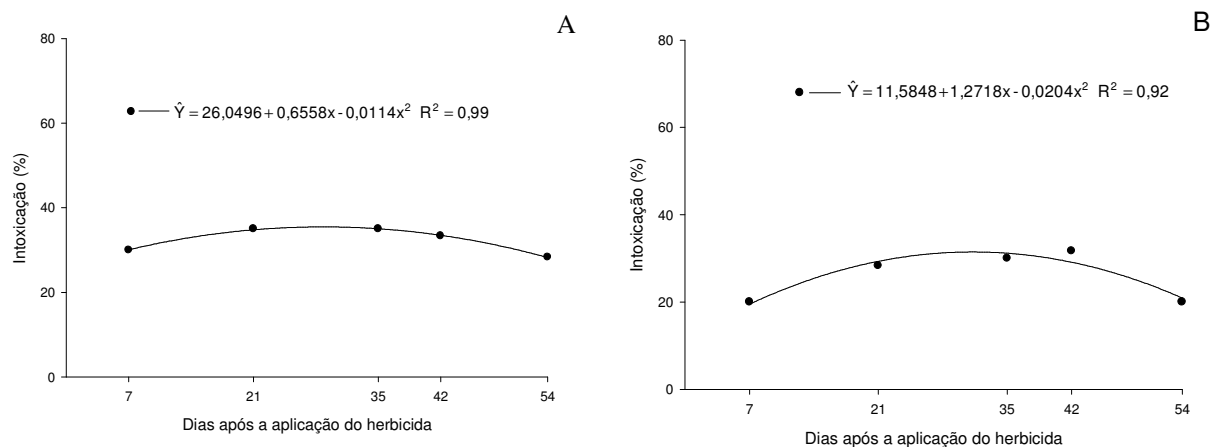 A
80
60
40
20
0
Intoxicação (%)
Ŷ = 26,0496 + 0,6558x - 0,0114x² R² = 0,99
7 21 35 42 54
Dias após a aplicação do herbicida
B
80
60
40
20
0
Intoxicação (%)
Ŷ = 11,5848 + 1,2718x - 0,0204x² R² = 0,92
7 21 35 42 54
Dias após a aplicação do herbicida